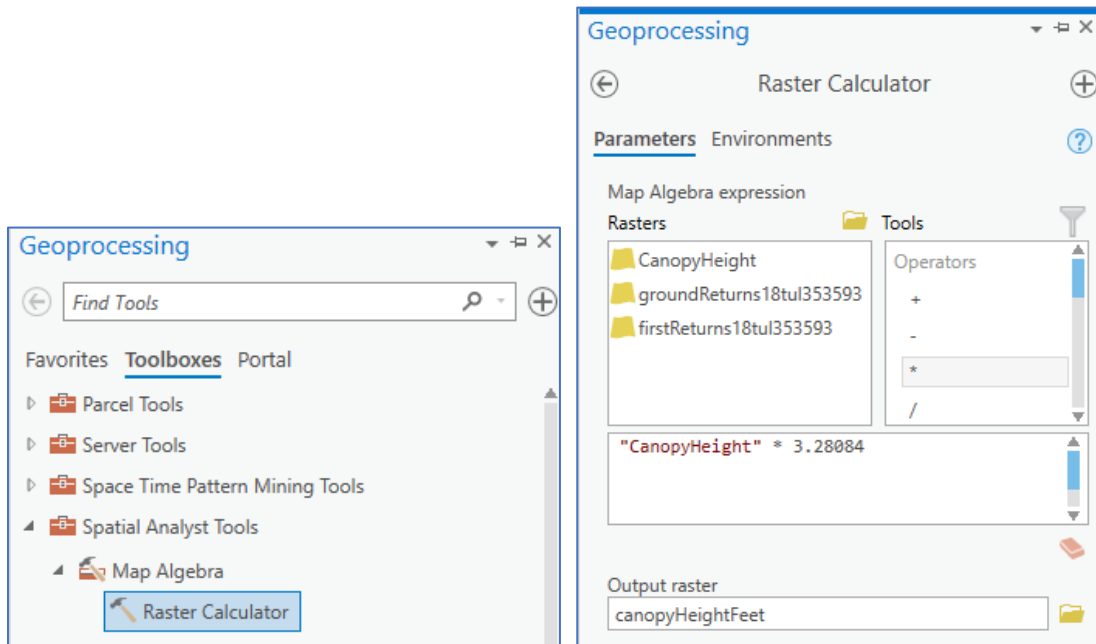 Geoprocessing
Find Tools
Favorites Toolboxes Portal
Parcel Tools
Server Tools
Space Time Pattern Mining Tools
Spatial Analyst Tools
Map Algebra
Raster Calculator
Geoprocessing
Raster Calculator
Parameters Environments
?
Map Algebra expression
Rasters
CanopyHeight
groundReturns18tul353593
firstReturns18tul353593
Tools
Operators
+
-
*
/
"CanopyHeight" * 3.28084
Output raster
canopyHeightFeet